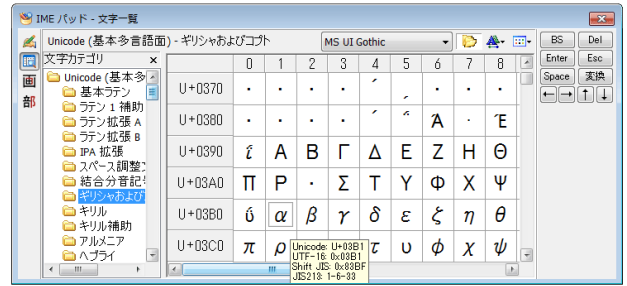 IME パッド - 文字一覧
Unicode (基本多言語面) - ギリシャおよびコプト
MS UI Gothic
BS Del
文字カテゴリ
Enter Esc
Space 変換
← → ↑ ↓
画
部
Unicode (基本多
基本ラテン
ラテン 1 補助
ラテン拡張 A
ラテン拡張 B
IPA 拡張
スペース調整
結合分音記号
ギリシャおよび
キリル
キリル補助
アルメニア
ヘブライ
0 1 2 3 4 5 6 7 8
U+0370 · · · · ʹ ͵ · · ·
U+0380 · · · · ΄ ΅ Ά · Έ
U+0390 ΐ Α Β Γ Δ Ε Ζ Η Θ
U+03A0 Π Ρ · Σ Τ Υ Φ Χ Ψ
U+03B0 ΰ α β γ δ ε ζ η θ
U+03C0 π ρ τ υ φ χ ψ
Unicode: U+03B1
UTF-16: 0x03B1
Shift JIS: 0x83BF
JIS213: 1-6-33